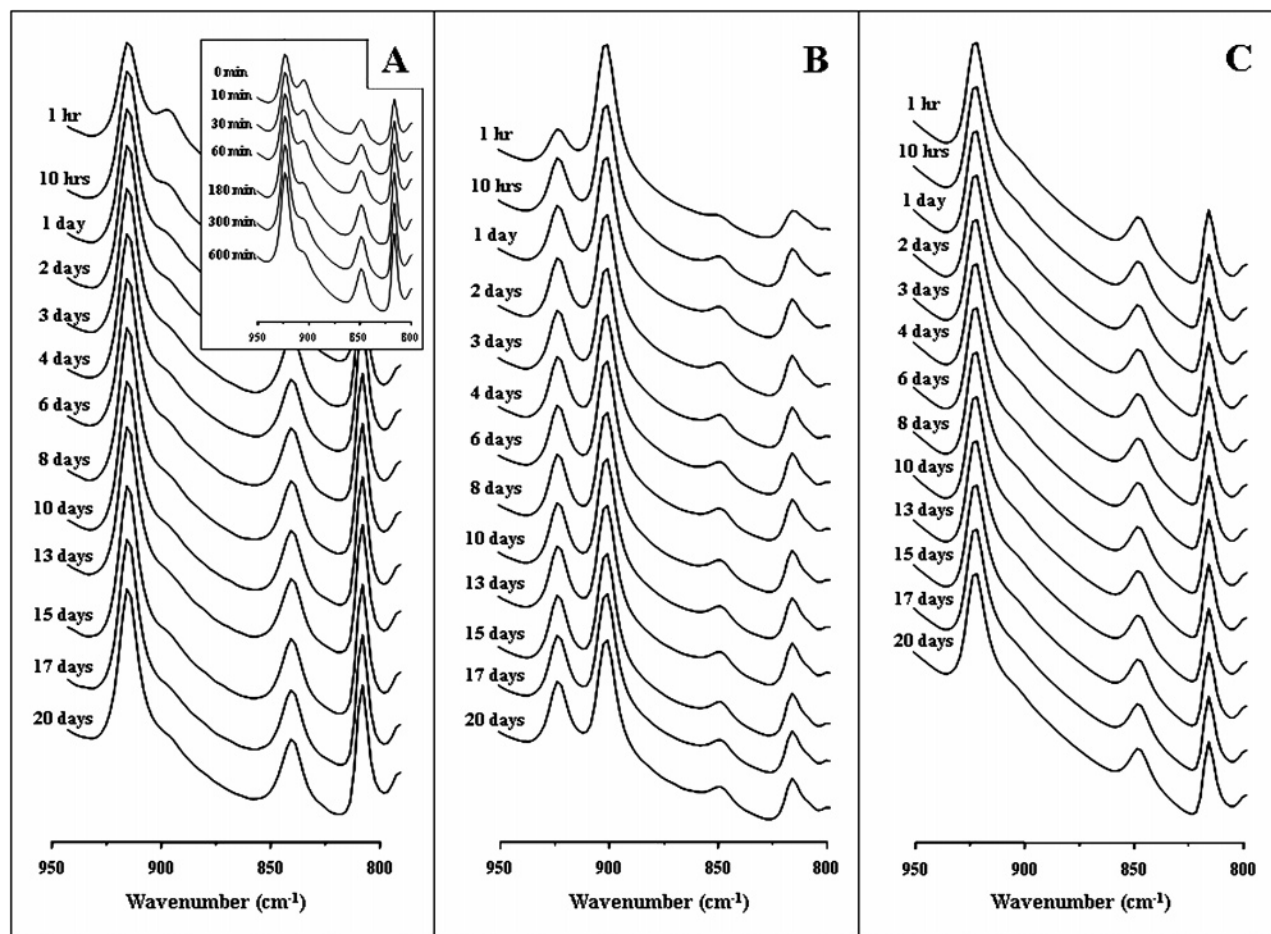 A
0 min
10 min
30 min
60 min
180 min
300 min
600 min
950 900 850 800
1 hr
10 hrs
1 day
2 days
3 days
4 days
6 days
8 days
10 days
13 days
15 days
17 days
20 days
950 900 850 800
Wavenumber (cm-1)
B
1 hr
10 hrs
1 day
2 days
3 days
4 days
6 days
8 days
10 days
13 days
15 days
17 days
20 days
950 900 850 800
Wavenumber (cm-1)
C
1 hr
10 hrs
1 day
2 days
3 days
4 days
6 days
8 days
10 days
13 days
15 days
17 days
20 days
950 900 850 800
Wavenumber (cm-1)